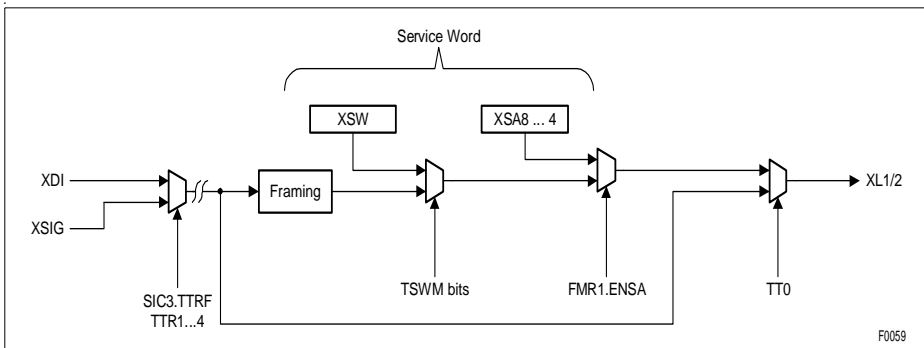 Service Word
XSW
XSA8 ... 4
XDI
XSIG
Framing
XL1/2
SIC3.TTRF
TTR1...4
TSWM bits
FMR1.ENSA
TT0
F0059